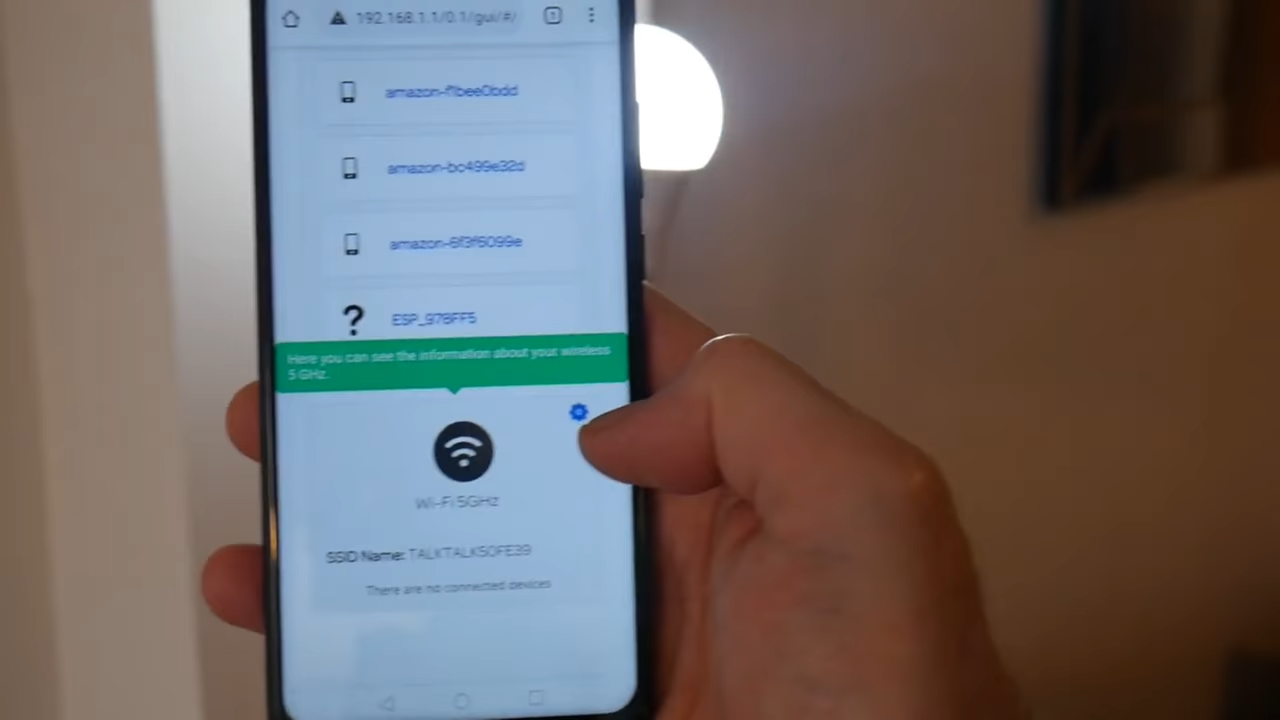 192.168.1.1/0.1/gui/#/
1
amazon-f1bee0bdd
amazon-bc499e32d
amazon-6f3f6099e
ESP_978FF5
Here you can see the information about your wireless
5 GHz.
Wi-Fi 5GHz
SSID Name: TALKTALK50FE39
There are no connected devices